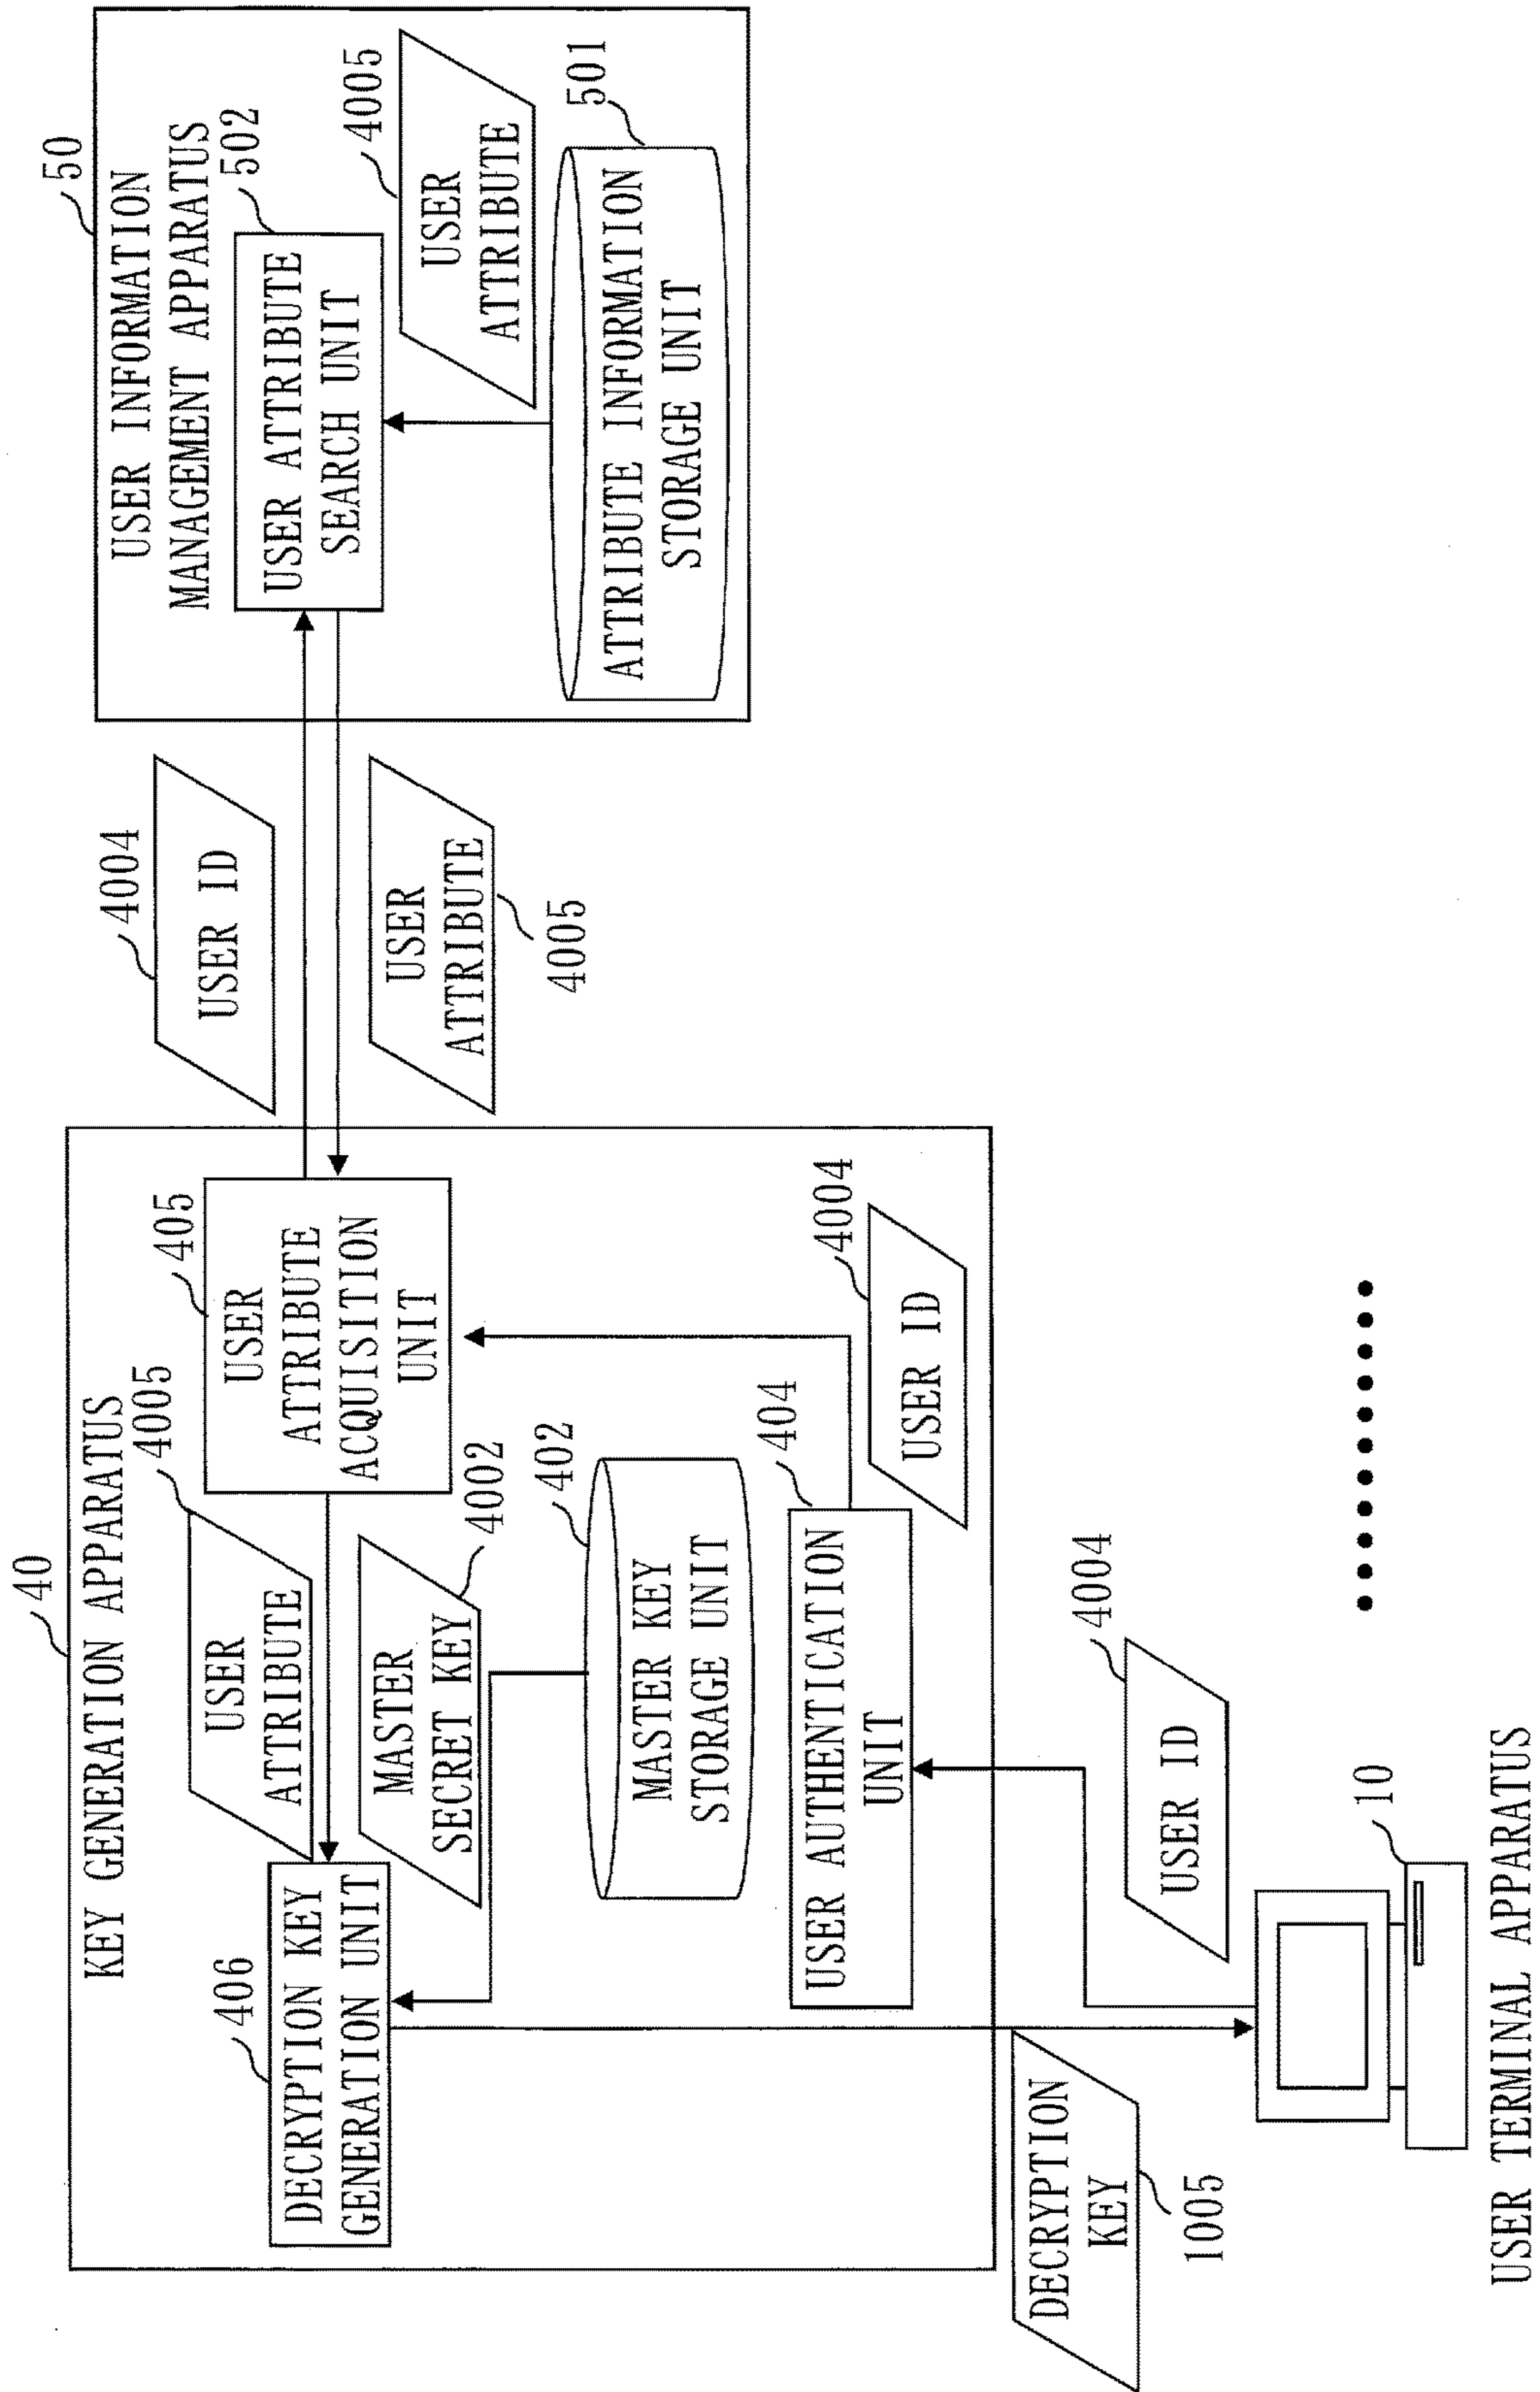 40
KEY GENERATION APPARATUS
406
DECRYPTION KEY
GENERATION UNIT
4005
USER
ATTRIBUTE
405
USER
ATTRIBUTE
ACQUISITION
UNIT
MASTER
SECRET KEY
4002
402
MASTER KEY
STORAGE UNIT
404
USER AUTHENTICATION
UNIT
4004
USER ID
4004
USER ID
USER
ATTRIBUTE
4005
50
USER INFORMATION
MANAGEMENT APPARATUS
502
USER ATTRIBUTE
SEARCH UNIT
4005
USER
ATTRIBUTE
501
ATTRIBUTE INFORMATION
STORAGE UNIT
DECRYPTION
KEY
1005
4004
USER ID
10
USER TERMINAL APPARATUS